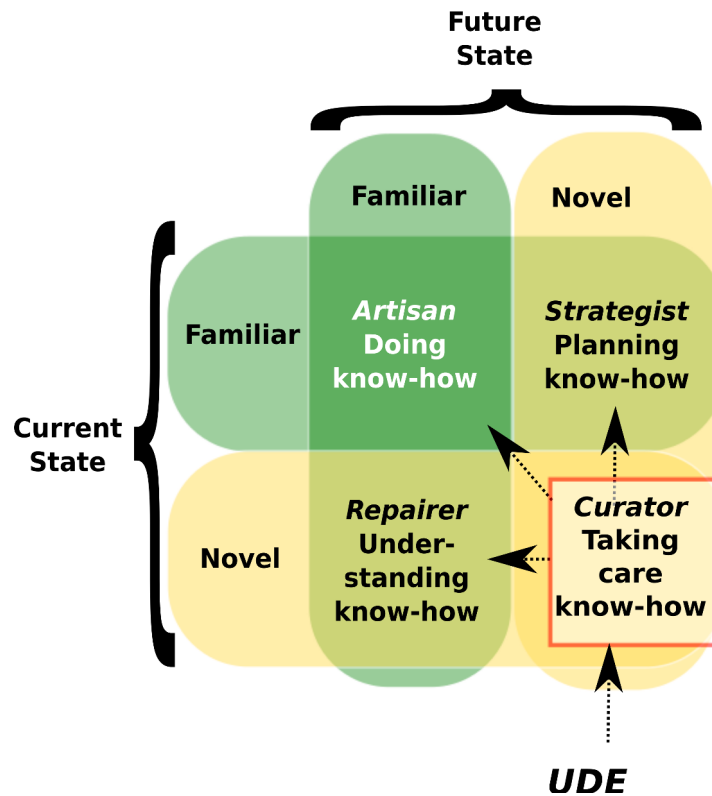 Future
State
Familiar
Novel
Familiar
Artisan
Doing
know-how
Strategist
Planning
know-how
Current
State
Novel
Repairer
Under-
standing
know-how
Curator
Taking
care
know-how
UDE